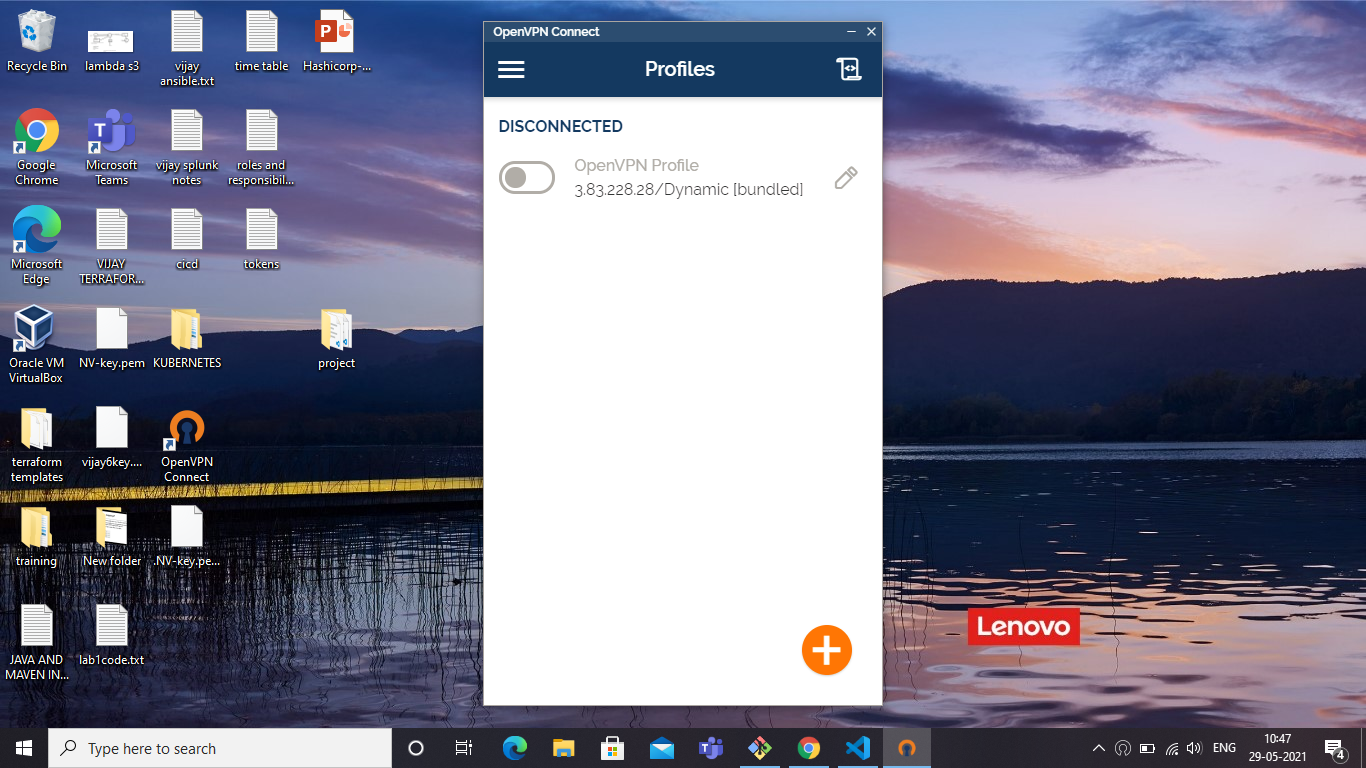 Recycle Bin
lambda s3
vijay
ansible.txt
time table
Hashicorp-...
Google
Chrome
Microsoft
Teams
vijay splunk
notes
roles and
responsibil...
Microsoft
Edge
VIJAY
TERRAFOR...
cicd
tokens
Oracle VM
VirtualBox
NV-key.pem
KUBERNETES
project
terraform
templates
vijay6key....
OpenVPN
Connect
training
New folder
.NV-key.pe...
JAVA AND
MAVEN IN...
lab1code.txt
OpenVPN Connect
Profiles
DISCONNECTED
OpenVPN Profile
3.83.228.28/Dynamic [bundled]
Lenovo
Type here to search
ENG
10:47
29-05-2021
4